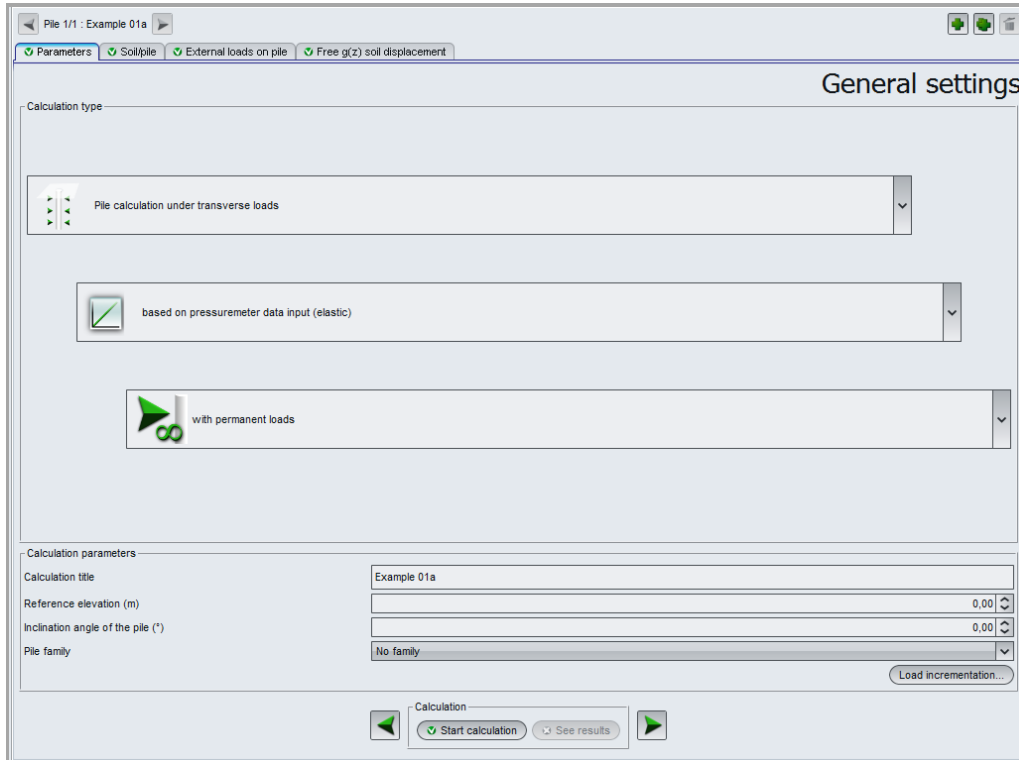 Pile 1/1 : Example 01a
Parameters Soil/pile External loads on pile Free g(z) soil displacement
General settings
Calculation type
Pile calculation under transverse loads
based on pressuremeter data input (elastic)
with permanent loads
Calculation parameters
Calculation title Example 01a
Reference elevation (m) 0,00
Inclination angle of the pile (°) 0,00
Pile family No family
Load incrementation...
Calculation
Start calculation See results